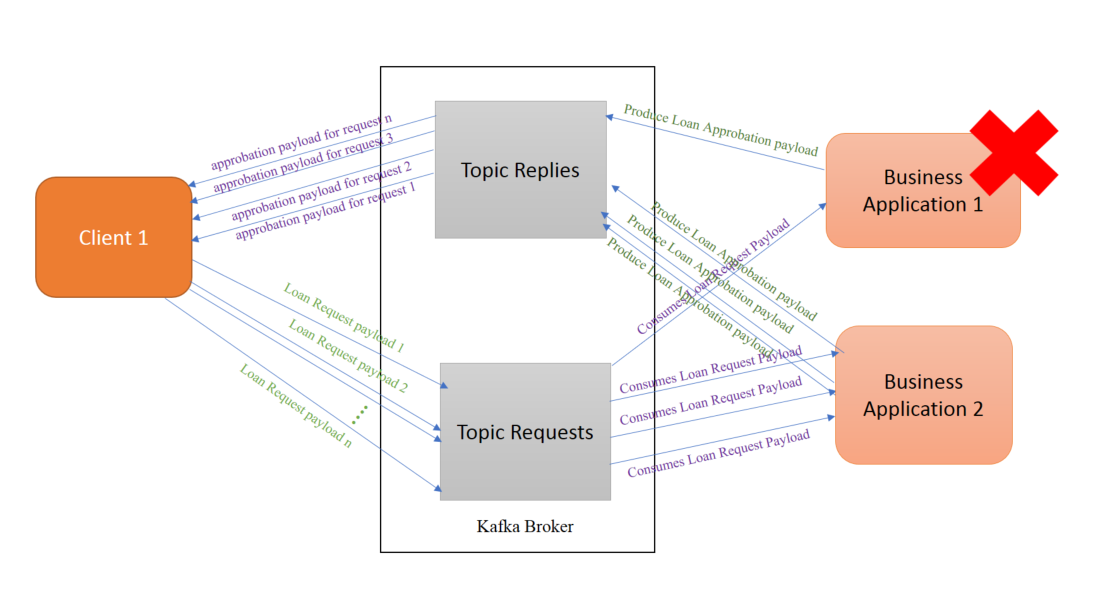 approbation payload for request n
approbation payload for request 3
approbation payload for request 2
approbation payload for request 1
Topic Replies
Produce Loan Approbation payload
Business
Application 1
Client 1
Produce Loan Approbation payload
Produce Loan Approbation payload
Produce Loan Approbation payload
Consumes Loan Request Payload
Loan Request payload 1
Loan Request payload 2
Loan Request payload n
Topic Requests
Consumes Loan Request Payload
Consumes Loan Request Payload
Consumes Loan Request Payload
Business
Application 2
Kafka Broker